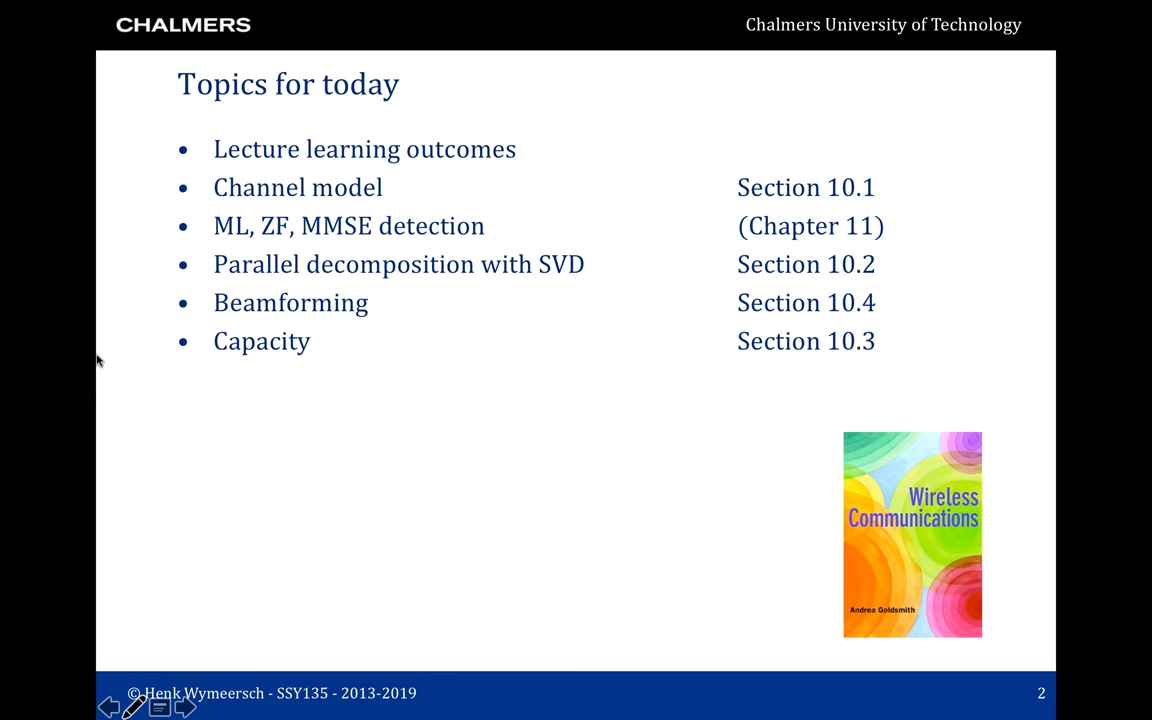 CHALMERS
Chalmers University of Technology
Topics for today
• Lecture learning outcomes
• Channel model Section 10.1
• ML, ZF, MMSE detection (Chapter 11)
• Parallel decomposition with SVD Section 10.2
• Beamforming Section 10.4
• Capacity Section 10.3
Wireless
Communications
Andrea Goldsmith
© Henk Wymeersch - SSY135 - 2013-2019
2